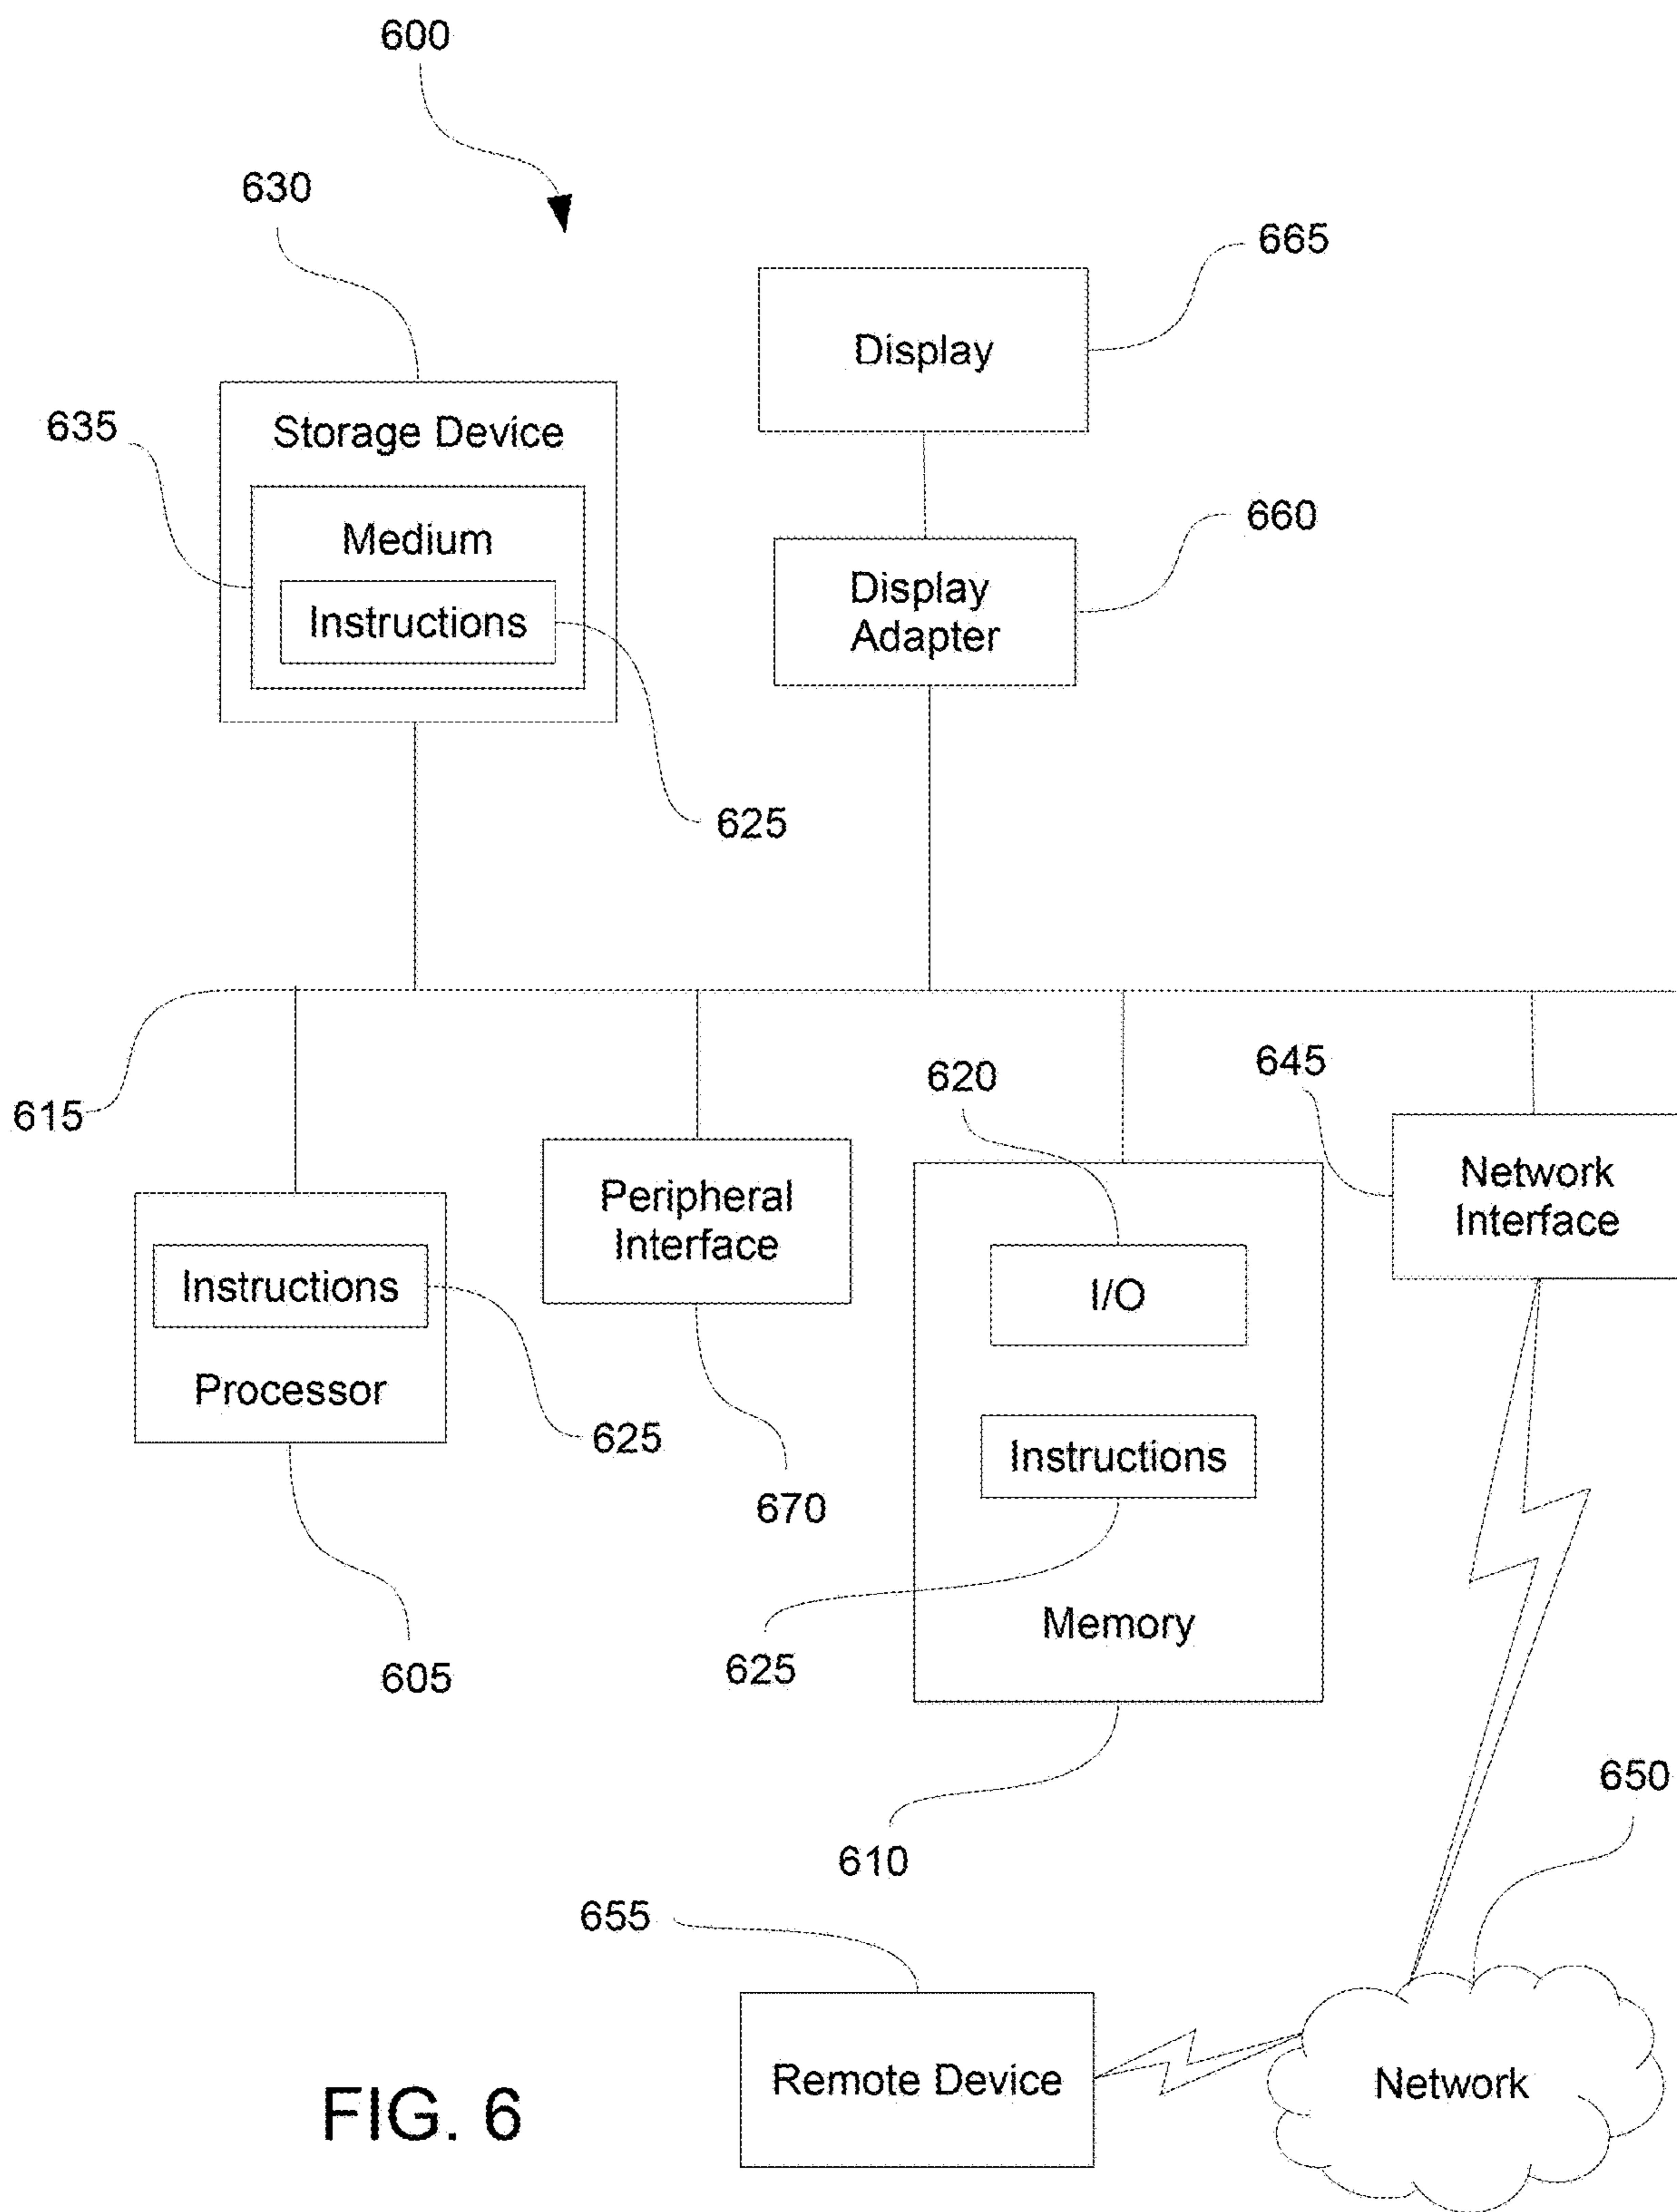 600
630
665
Display
635
Storage Device
Medium
Instructions
660
Display
Adapter
625
615
620
645
Peripheral
Interface
Network
Interface
Instructions
Processor
I/O
625
670
Instructions
605
625
Memory
650
610
655
Remote Device
Network
FIG. 6